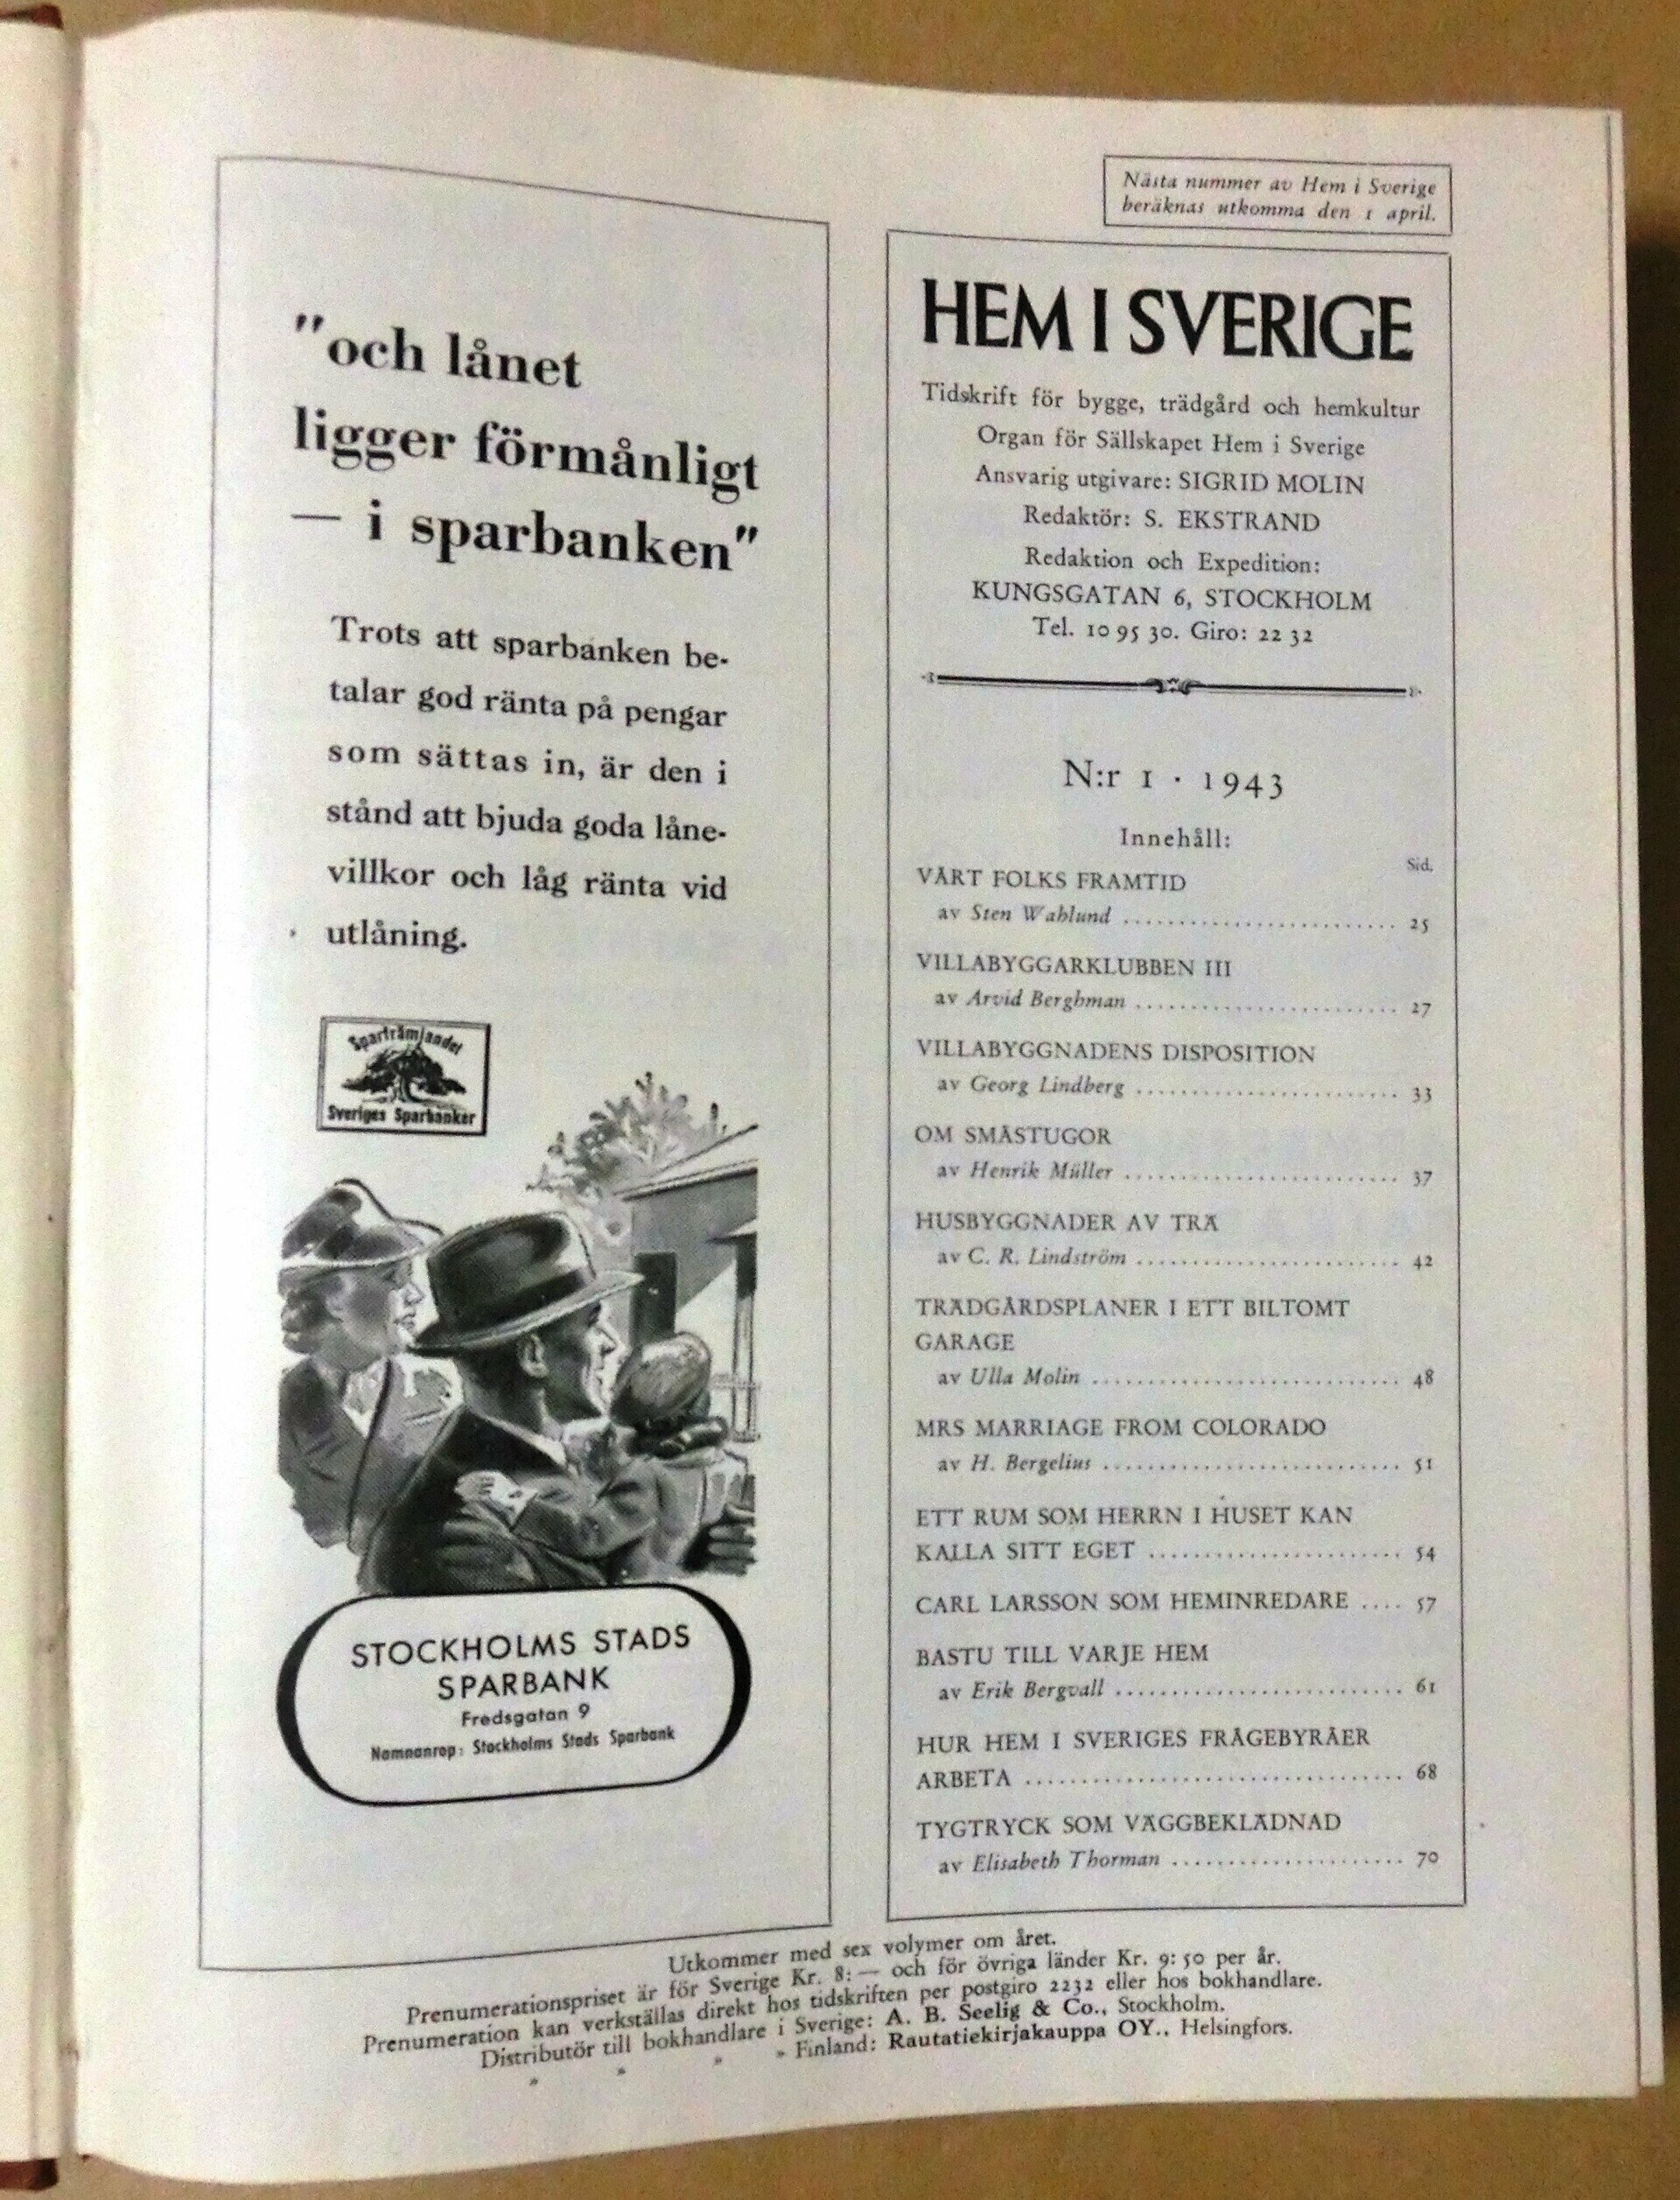 "och lånet
ligger förmånligt
— i sparbanken"
Trots att sparbanken be-
talar god ränta på pengar
som sättas in, är den i
stånd att bjuda goda låne-
villkor och låg ränta vid
utlåning.
Sparfrämjandet
Sveriges Sparbanker
STOCKHOLMS STADS
SPARBANK
Fredsgatan 9
Namnanrop: Stockholms Stads Sparbank
Nästa nummer av Hem i Sverige
beräknas utkomma den 1 april.
HEM I SVERIGE
Tidskrift för bygge, trädgård och hemkultur
Organ för Sällskapet Hem i Sverige
Ansvarig utgivare: SIGRID MOLIN
Redaktör: S. EKSTRAND
Redaktion och Expedition:
KUNGSGATAN 6, STOCKHOLM
Tel. 10 95 30. Giro: 22 32
N:r 1 · 1943
Innehåll:
Sid.
VÅRT FOLKS FRAMTID
av Sten Wahlund .......................... 25
VILLABYGGARKLUBBEN III
av Arvid Berghman ......................... 27
VILLABYGGNADENS DISPOSITION
av Georg Lindberg ......................... 33
OM SMÅSTUGOR
av Henrik Müller .......................... 37
HUSBYGGNADER AV TRÄ
av C. R. Lindström ......................... 42
TRÄDGÅRDSPLANER I ETT BILTOMT
GARAGE
av Ulla Molin ............................. 48
MRS MARRIAGE FROM COLORADO
av H. Bergelius ............................ 51
ETT RUM SOM HERRN I HUSET KAN
KALLA SITT EGET ........................ 54
CARL LARSSON SOM HEMINREDARE .... 57
BASTU TILL VARJE HEM
av Erik Bergvall ........................... 61
HUR HEM I SVERIGES FRÅGEBYRÅER
ARBETA .................................... 68
TYGTRYCK SOM VÄGGBEKLÄDNAD
av Elisabeth Thorman ...................... 70
Utkommer med sex volymer om året.
Prenumerationspriset är för Sverige Kr. 8: — och för övriga länder Kr. 9: 50 per år.
Prenumeration kan verkställas direkt hos tidskriften per postgiro 2232 eller hos bokhandlare.
Distributör till bokhandlare i Sverige: A. B. Seelig & Co., Stockholm.
» » » » Finland: Rautatiekirjakauppa OY., Helsingfors.